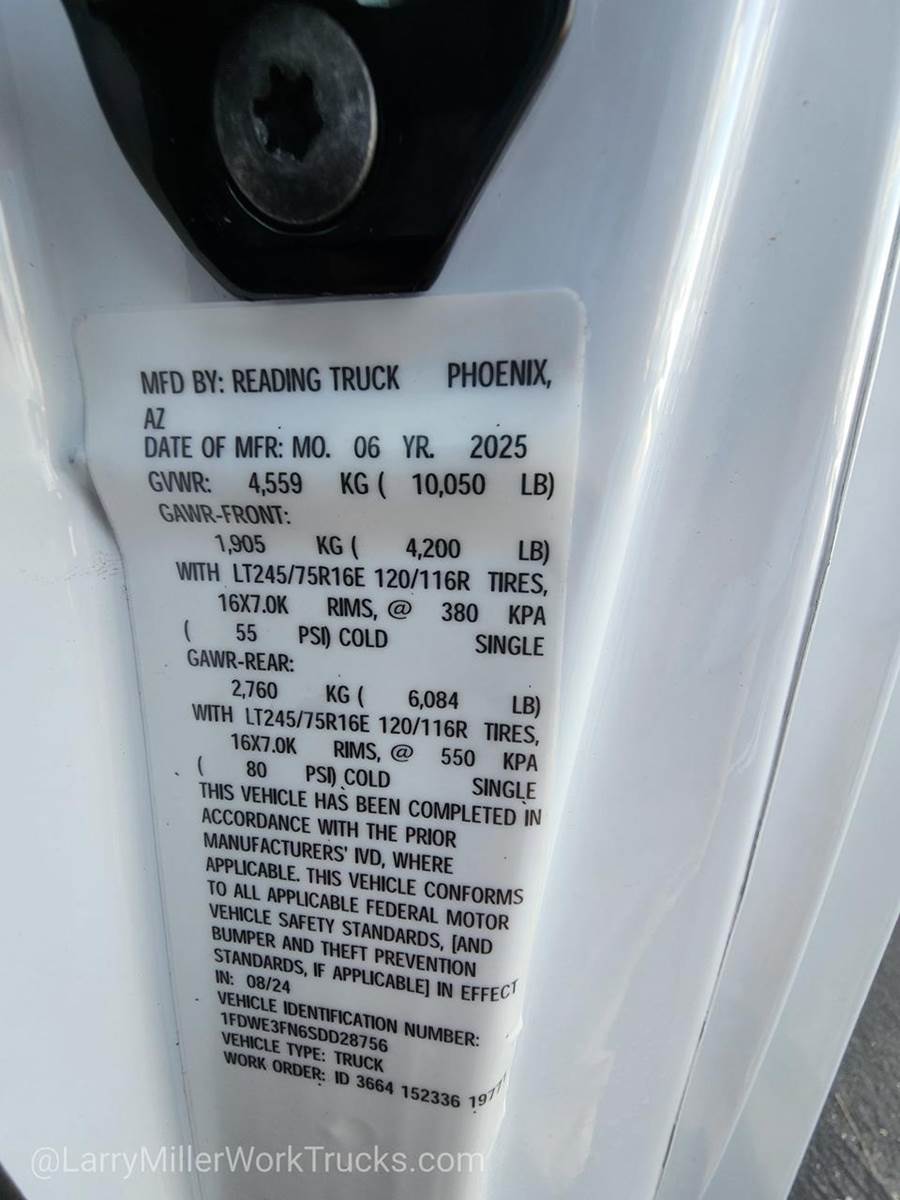 MFD BY: READING TRUCK PHOENIX,
AZ
DATE OF MFR: MO. 06 YR. 2025
GVWR: 4,559 KG ( 10,050 LB)
GAWR-FRONT:
1,905 KG ( 4,200 LB)
WITH LT245/75R16E 120/116R TIRES,
16X7.0K RIMS, @ 380 KPA
( 55 PSI) COLD SINGLE
GAWR-REAR:
2,760 KG ( 6,084 LB)
WITH LT245/75R16E 120/116R TIRES,
16X7.0K RIMS, @ 550 KPA
( 80 PSI) COLD SINGLE
THIS VEHICLE HAS BEEN COMPLETED IN
ACCORDANCE WITH THE PRIOR
MANUFACTURERS' IVD, WHERE
APPLICABLE. THIS VEHICLE CONFORMS
TO ALL APPLICABLE FEDERAL MOTOR
VEHICLE SAFETY STANDARDS, [AND
BUMPER AND THEFT PREVENTION
STANDARDS, IF APPLICABLE] IN EFFECT
IN: 08/24
VEHICLE IDENTIFICATION NUMBER:
1FDWE3FN6SDD28756
VEHICLE TYPE: TRUCK
WORK ORDER: ID 3664 152336
@LarryMillerWorkTrucks.com